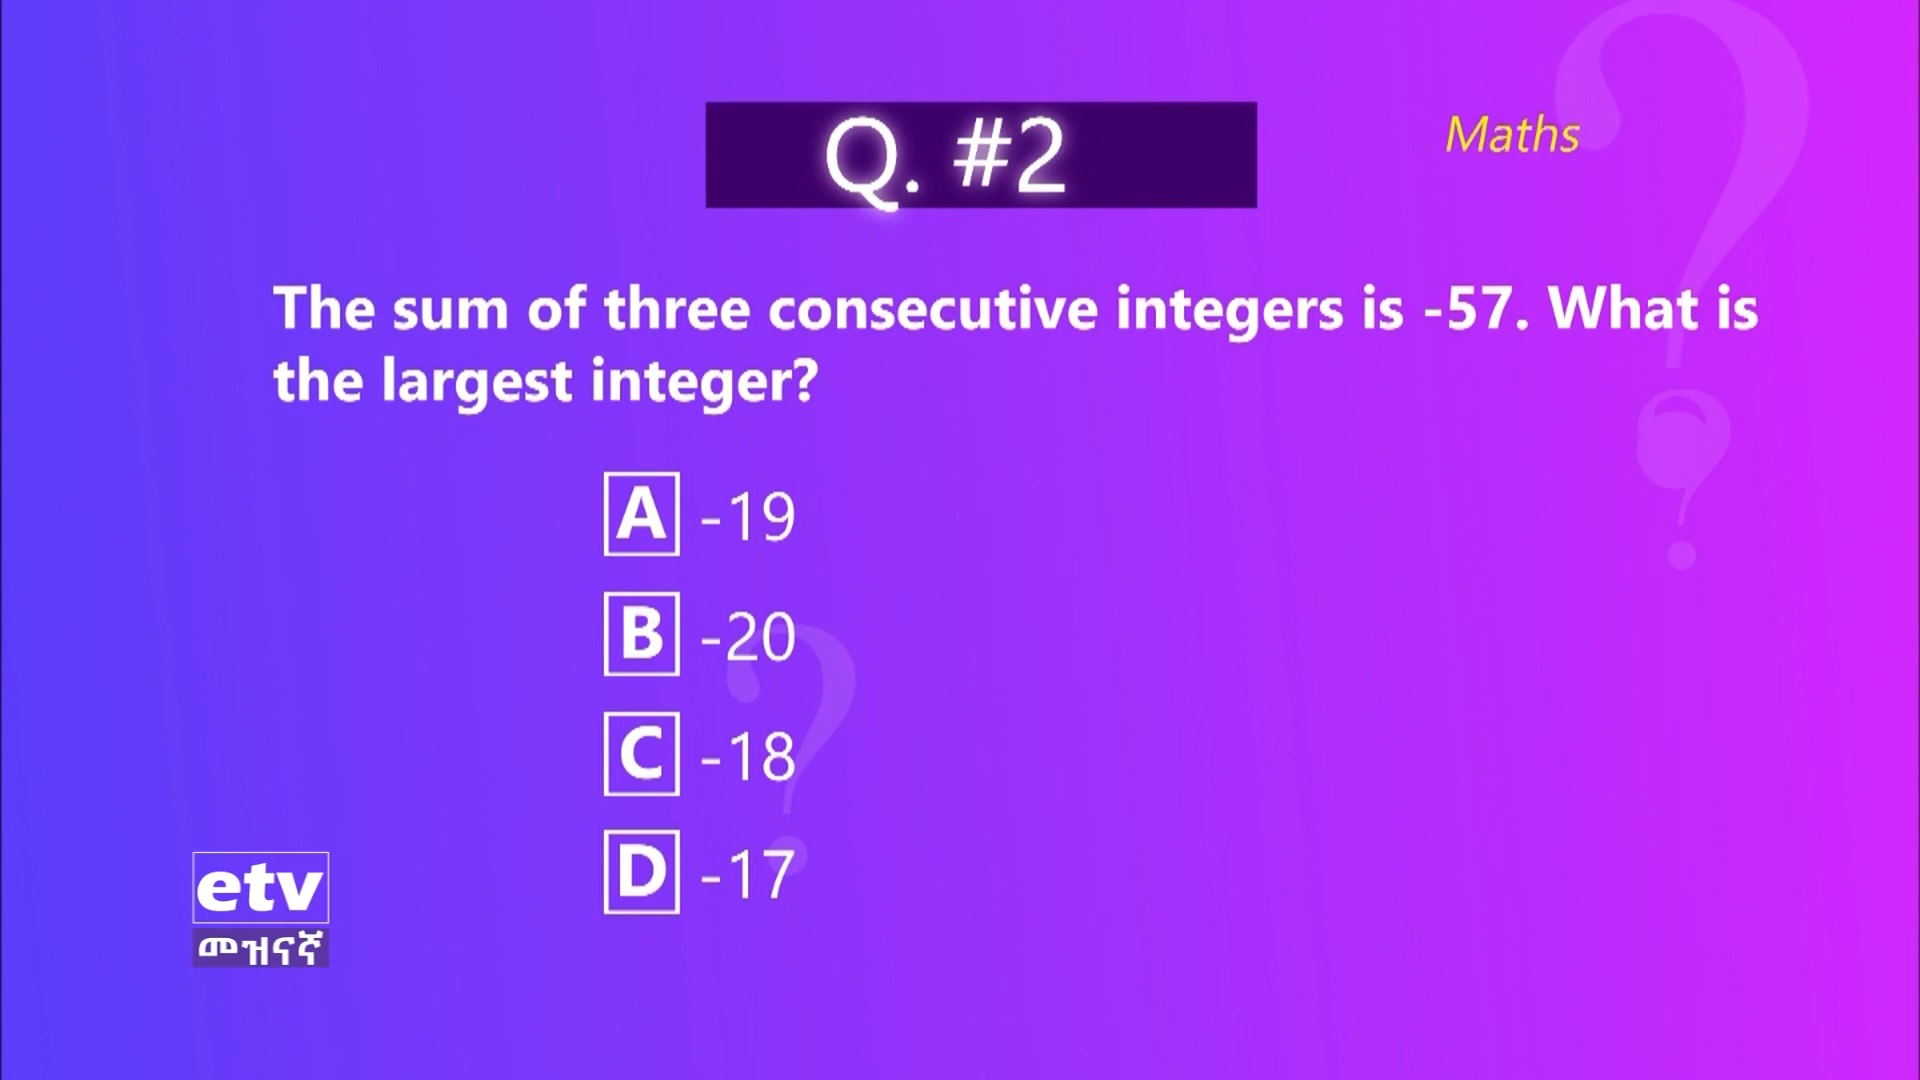 Q. #2
Maths
The sum of three consecutive integers is -57. What is
the largest integer?
A -19
B -20
C -18
D -17
etv
መዝናኛ